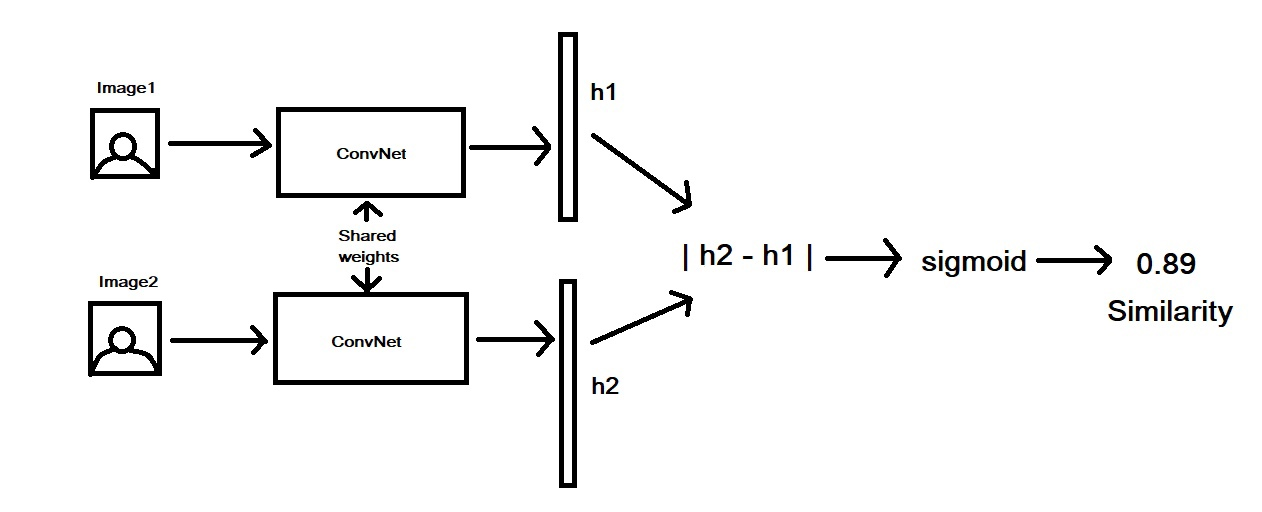 Image1
ConvNet
h1
Shared
weights
| h2 - h1 |
sigmoid
0.89
Similarity
Image2
ConvNet
h2